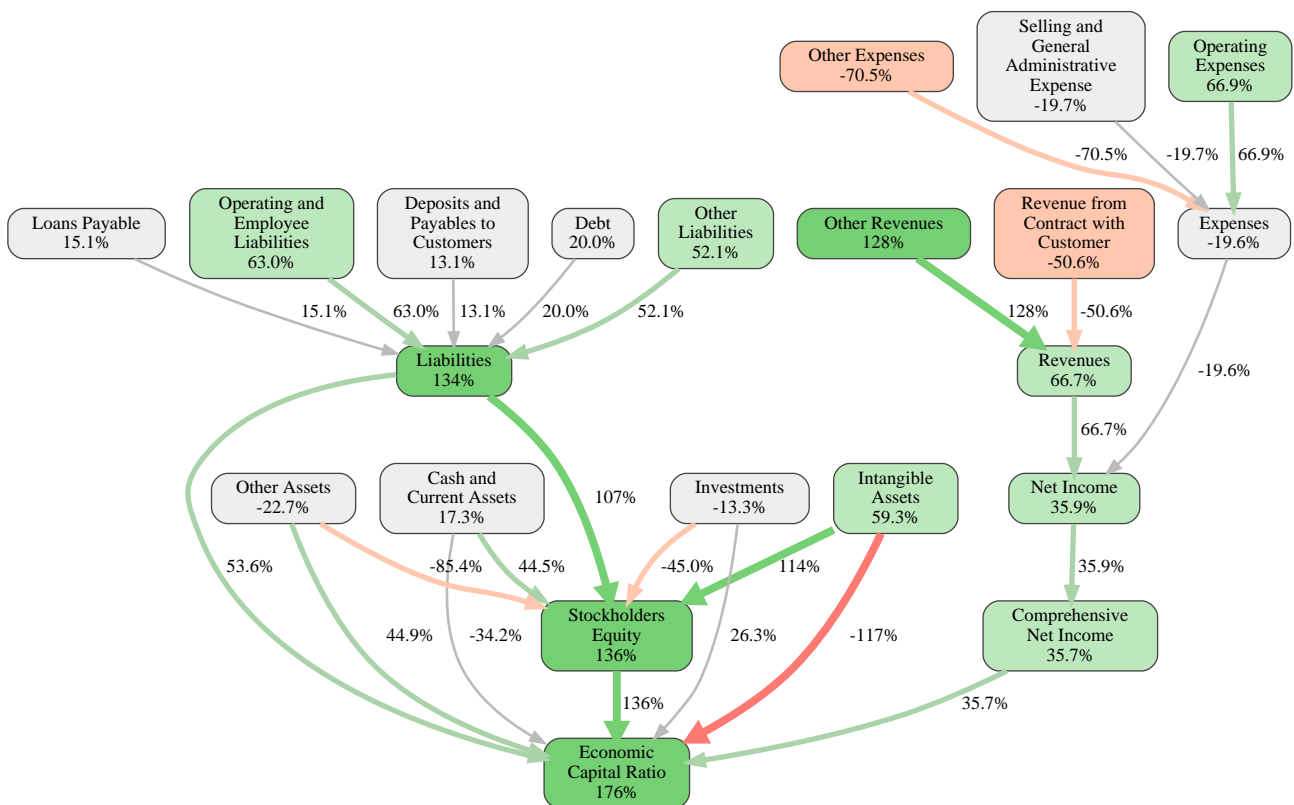 Other Expenses
-70.5%
Selling and
General
Administrative
Expense
-19.7%
Operating
Expenses
66.9%
-70.5%
-19.7%
66.9%
Loans Payable
15.1%
Operating and
Employee
Liabilities
63.0%
Deposits and
Payables to
Customers
13.1%
Debt
20.0%
Other
Liabilities
52.1%
Other Revenues
128%
Revenue from
Contract with
Customer
-50.6%
Expenses
-19.6%
15.1%
63.0%
13.1%
20.0%
52.1%
128%
-50.6%
Liabilities
134%
Revenues
66.7%
-19.6%
66.7%
Other Assets
-22.7%
Cash and
Current Assets
17.3%
107%
Investments
-13.3%
Intangible
Assets
59.3%
Net Income
35.9%
53.6%
-85.4%
44.5%
-45.0%
114%
35.9%
Stockholders
Equity
136%
Comprehensive
Net Income
35.7%
44.9%
-34.2%
26.3%
-117%
136%
35.7%
Economic
Capital Ratio
176%